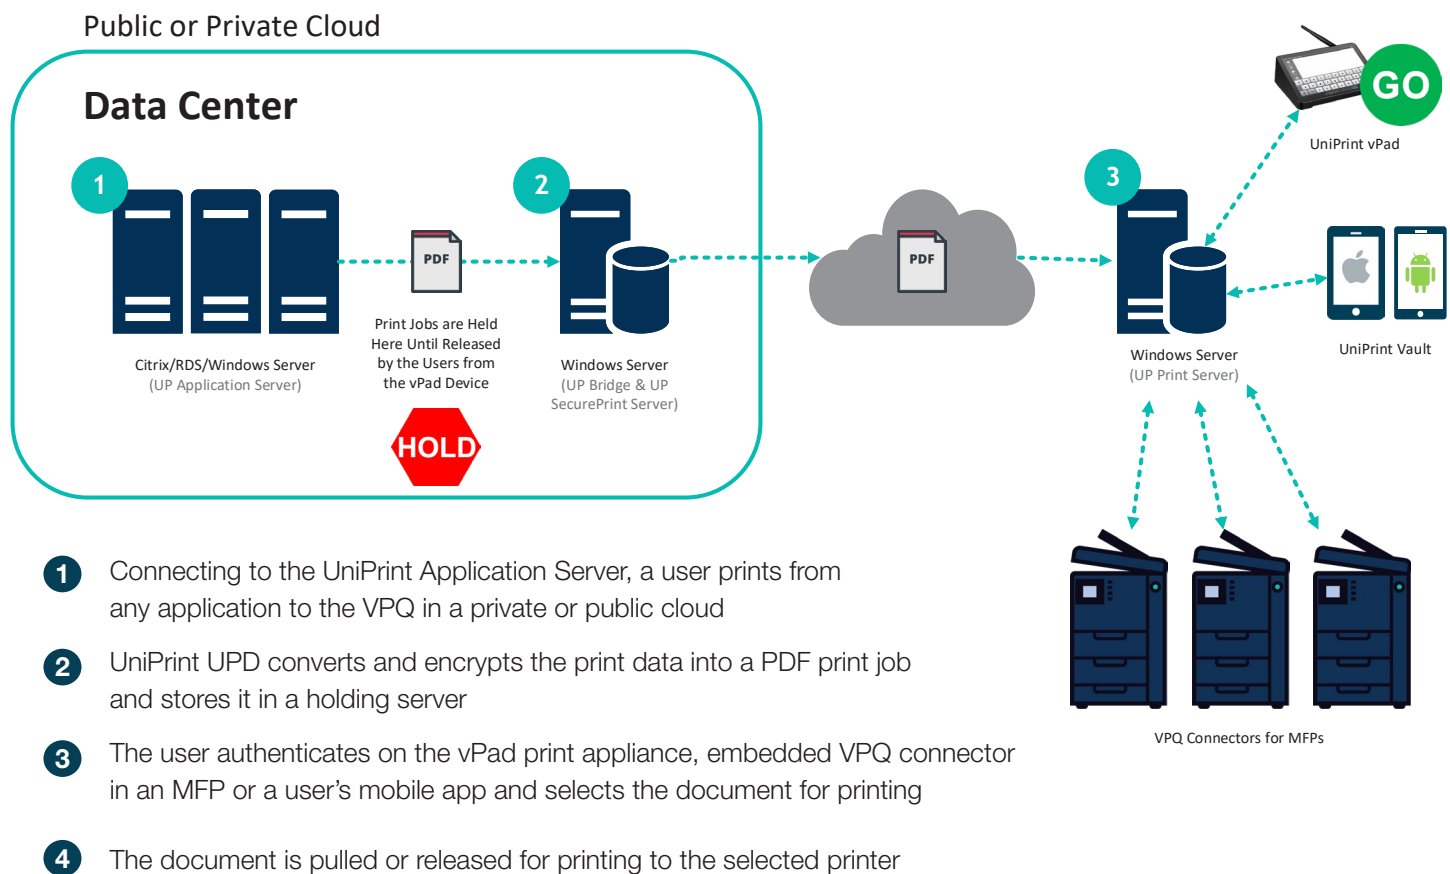 Public or Private Cloud
Data Center
1
2
PDF
Print Jobs are Held
Here Until Released
by the Users from
the vPad Device
HOLD
Citrix/RDS/Windows Server
(UP Application Server)
Windows Server
(UP Bridge & UP
SecurePrint Server)
PDF
3
Windows Server
(UP Print Server)
GO
UniPrint vPad
UniPrint Vault
VPQ Connectors for MFPs
1 Connecting to the UniPrint Application Server, a user prints from
any application to the VPQ in a private or public cloud
2 UniPrint UPD converts and encrypts the print data into a PDF print job
and stores it in a holding server
3 The user authenticates on the vPad print appliance, embedded VPQ connector
in an MFP or a user’s mobile app and selects the document for printing
4 The document is pulled or released for printing to the selected printer